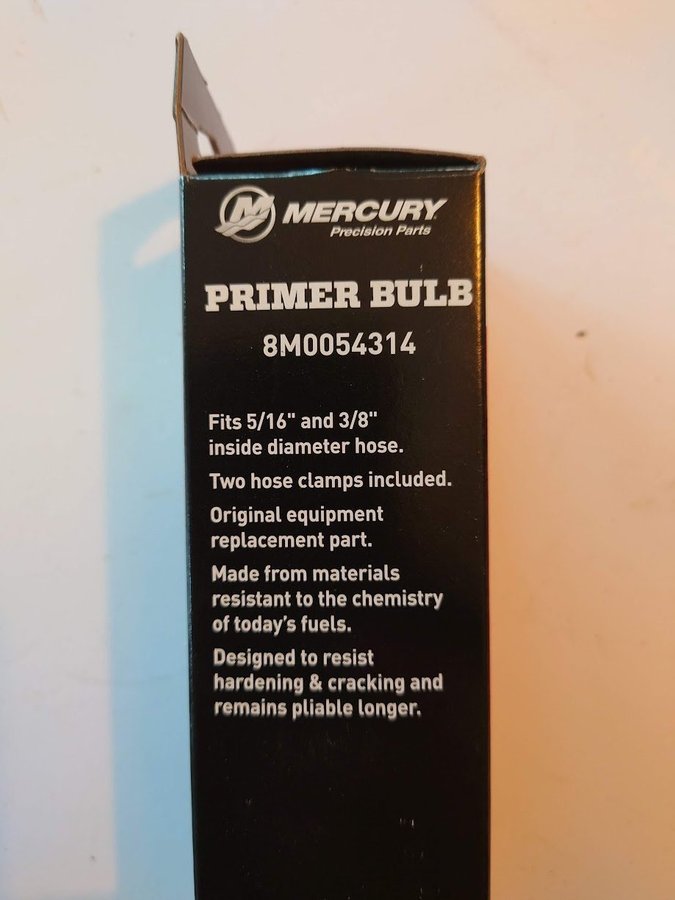 MERCURY
Precision Parts
PRIMER BULB
8M0054314
Fits 5/16" and 3/8"
inside diameter hose.
Two hose clamps included.
Original equipment
replacement part.
Made from materials
resistant to the chemistry
of today's fuels.
Designed to resist
hardening & cracking and
remains pliable longer.